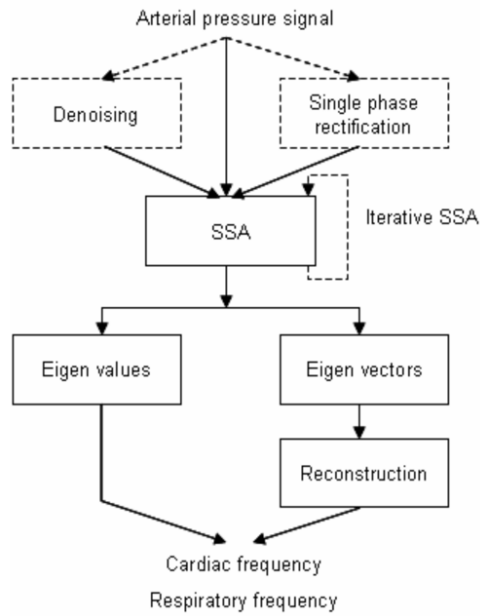 Arterial pressure signal
Denoising
Single phase
rectification
SSA
Iterative SSA
Eigen values
Eigen vectors
Reconstruction
Cardiac frequency
Respiratory frequency